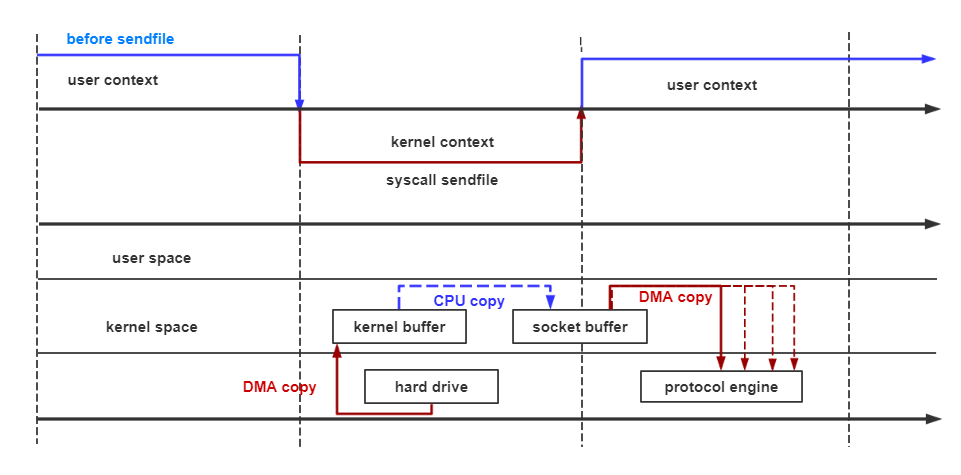 before sendfile
user context
user context
kernel context
syscall sendfile
user space
CPU copy
DMA copy
kernel space
kernel buffer
socket buffer
DMA copy
hard drive
protocol engine